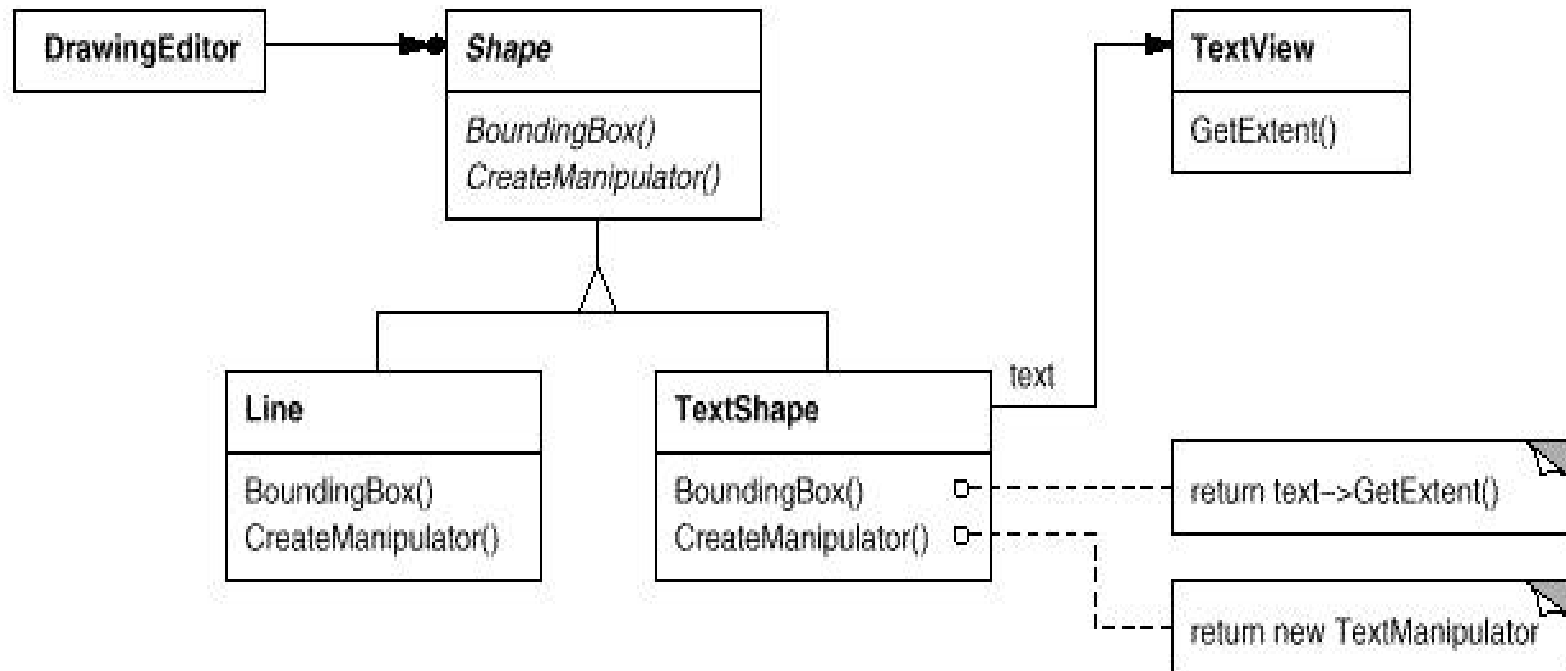 DrawingEditor
Shape
BoundingBox()
CreateManipulator()
TextView
GetExtent()
Line
BoundingBox()
CreateManipulator()
TextShape
BoundingBox()
CreateManipulator()
text
return text->GetExtent()
return new TextManipulator